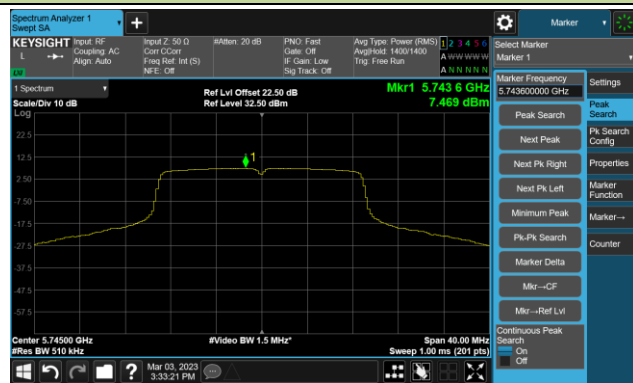 Spectrum Analyzer 1
Swept SA
Marker
KEYSIGHT
L
Input: RF
Coupling: AC
Align: Auto
Input Z: 50 Ω
Corr CCorr
Freq Ref: Int (S)
NFE: Off
#Atten: 20 dB
PNO: Fast
Gate: Off
IF Gain: Low
Sig Track: Off
Avg Type: Power (RMS)
Avg|Hold: 1400/1400
Trig: Free Run
1 2 3 4 5 6
A W W W W W
A N N N N N
Select Marker
Marker 1
1 Spectrum
Scale/Div 10 dB
Log
Ref Lvl Offset 22.50 dB
Ref Level 32.50 dBm
Mkr1 5.743 6 GHz
7.469 dBm
22.5
12.5
2.50
-7.50
-17.5
-27.5
-37.5
-47.5
-57.5
1
Center 5.74500 GHz
#Res BW 510 kHz
#Video BW 1.5 MHz*
Span 40.00 MHz
Sweep 1.00 ms (201 pts)
Marker Frequency
5.743600000 GHz
Peak Search
Next Peak
Next Pk Right
Next Pk Left
Minimum Peak
Pk-Pk Search
Marker Delta
Mkr→CF
Mkr→Ref Lvl
Continuous Peak
Search
On
Off
Settings
Peak
Search
Pk Search
Config
Properties
Marker
Function
Marker→
Counter
Mar 03, 2023
3:33:21 PM